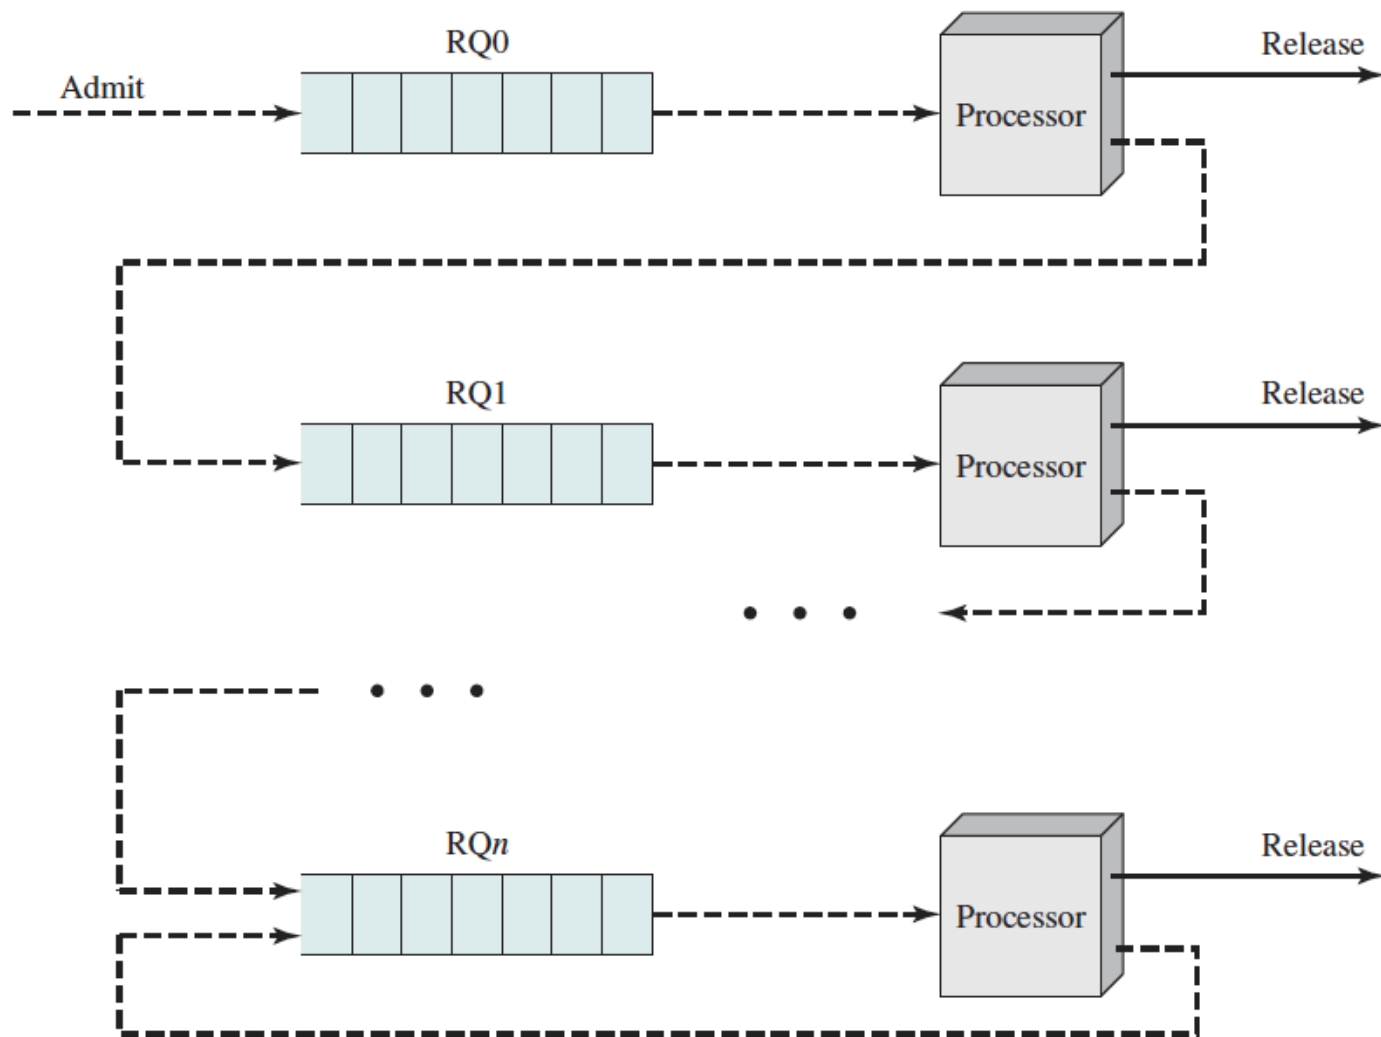 RQ0
Release
Admit
Processor
RQ1
Release
Processor
RQn
Release
Processor